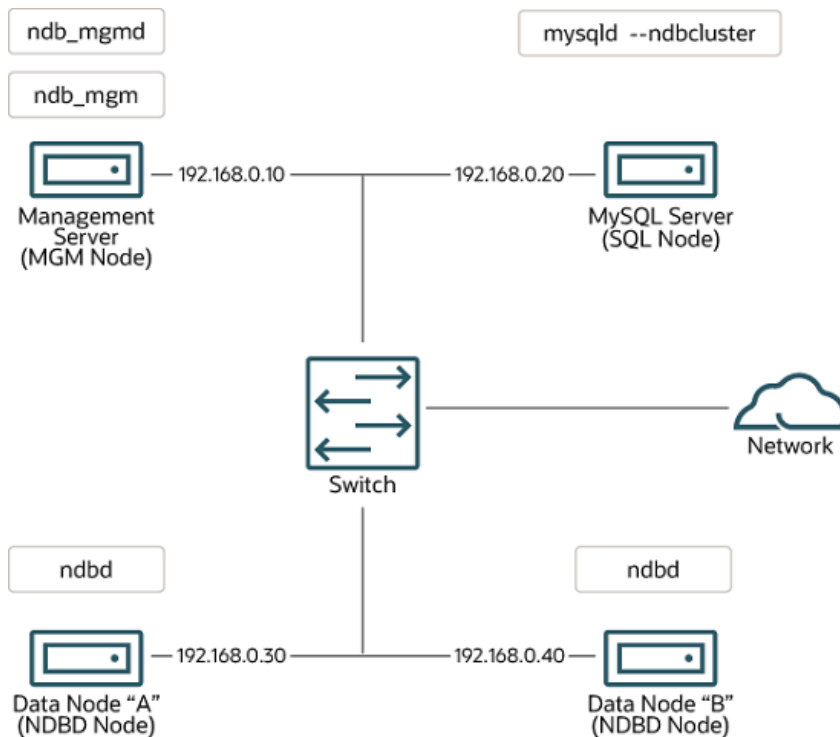 ndb_mgmd
mysqld --ndbcluster
ndb_mgm
192.168.0.10
192.168.0.20
Management
Server
(MGM Node)
MySQL Server
(SQL Node)
Switch
Network
ndbd
ndbd
192.168.0.30
192.168.0.40
Data Node “A”
(NDBD Node)
Data Node “B”
(NDBD Node)